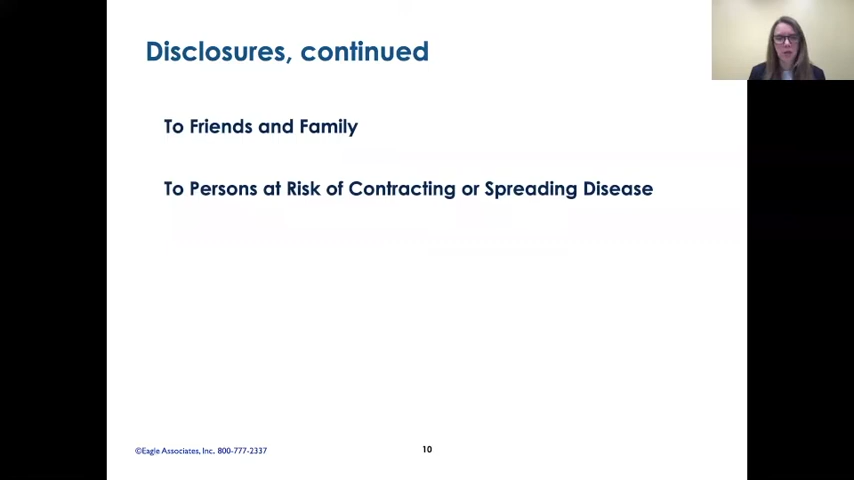 Disclosures, continued
To Friends and Family
To Persons at Risk of Contracting or Spreading Disease
©Eagle Associates, Inc. 800-777-2337
10